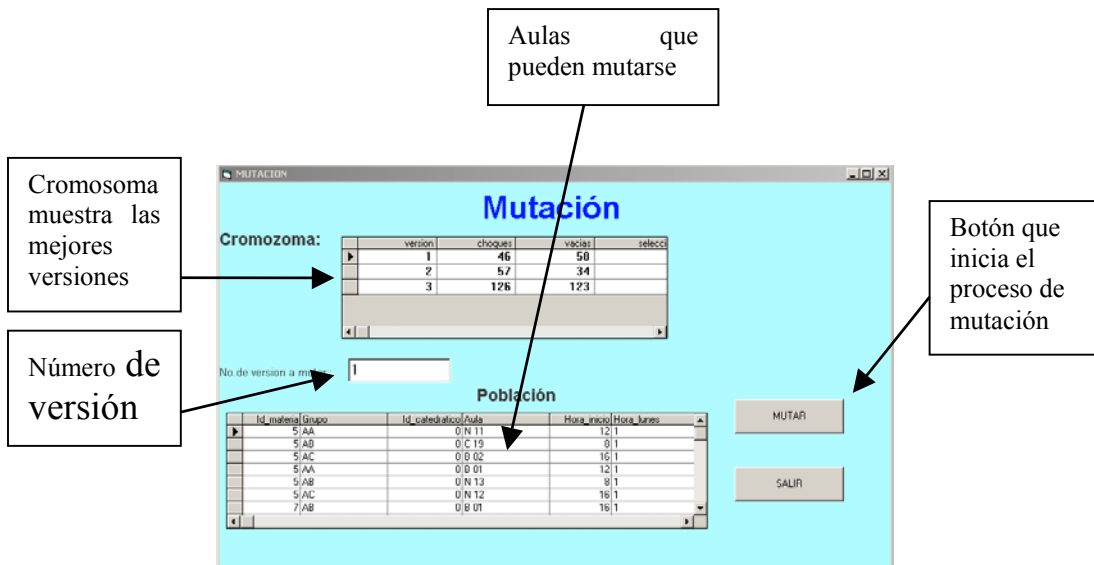 Aulas que
pueden mutarse
Cromosoma
muestra las
mejores
versiones
Número de
versión
Botón que
inicia el
proceso de
mutación
MUTACION
Mutación
Cromozoma:
version choques vacias selecci
1 46 58
2 57 34
3 126 123
No.de version a mutar:
1
Población
Id_materia Grupo Id_catedratico Aula Hora_inicio Hora_lunes
5 AA 0 N 11 12 1
5 AB 0 C 19 8 1
5 AC 0 B 02 16 1
5 AA 0 B 01 12 1
5 AB 0 N 13 8 1
5 AC 0 N 12 16 1
7 AB 0 B 01 16 1
MUTAR
SALIR